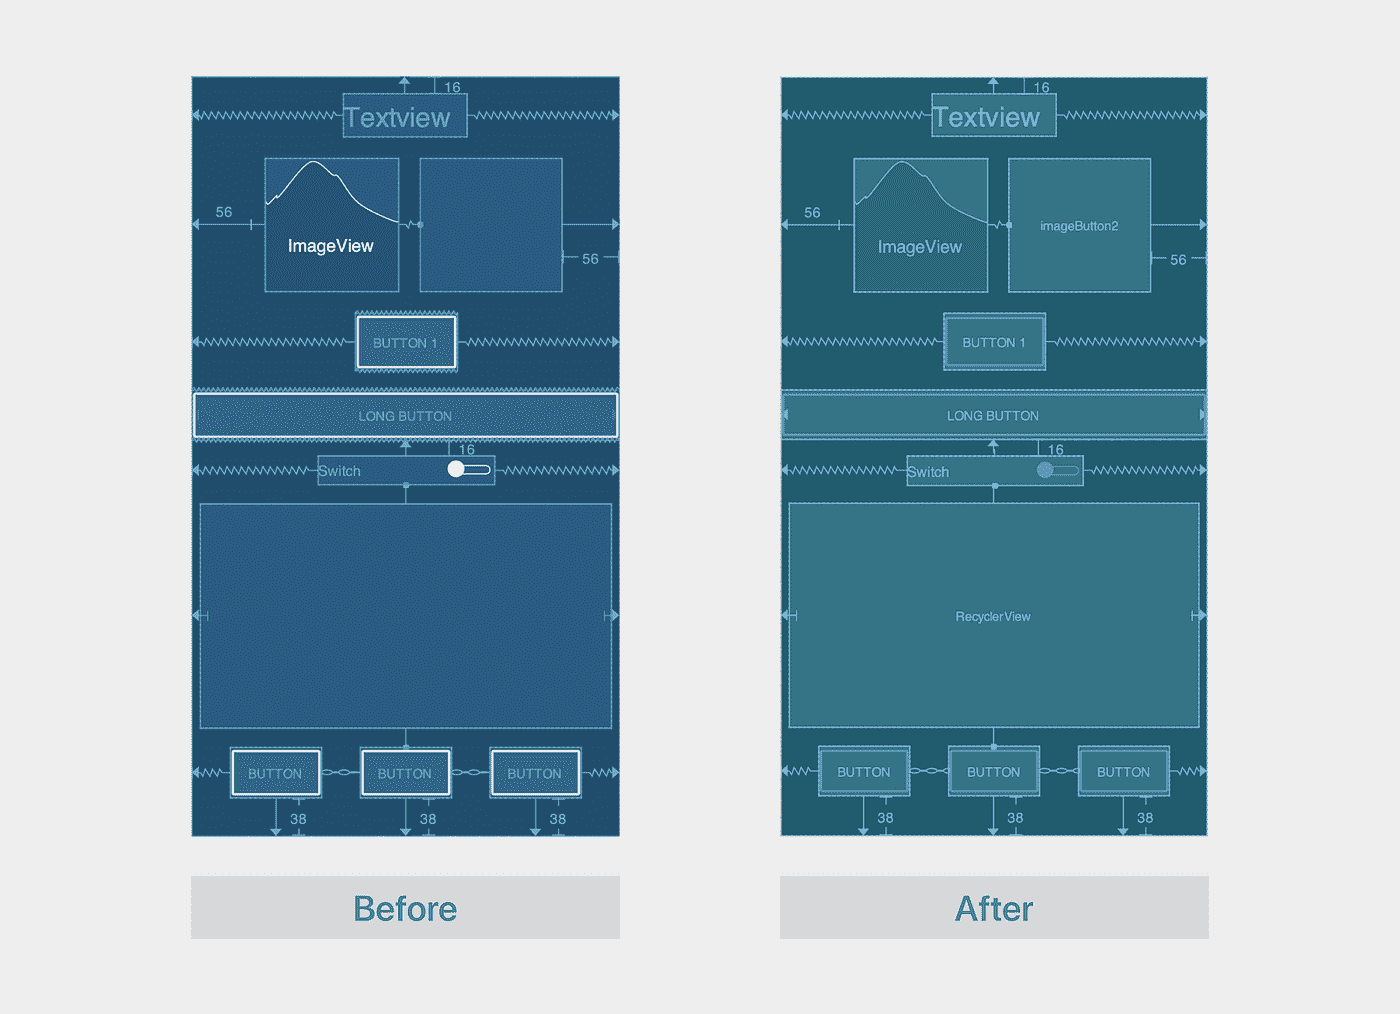 16
Textview
56
ImageView
56
BUTTON 1
LONG BUTTON
16
Switch
BUTTON BUTTON BUTTON
38 38 38
Before
16
Textview
56
ImageView
imageButton2
56
BUTTON 1
LONG BUTTON
16
Switch
RecyclerView
BUTTON BUTTON BUTTON
38 38 38
After